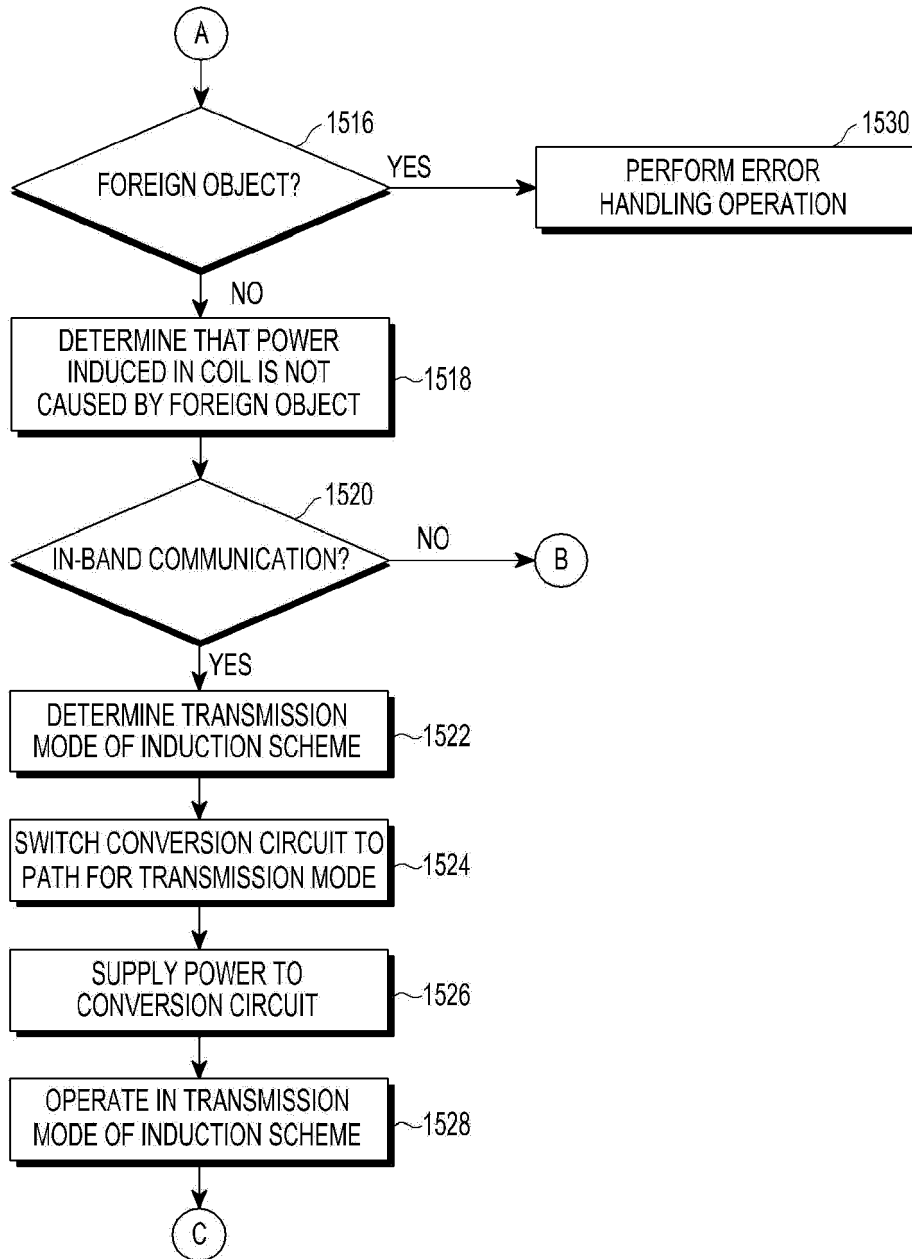 A
1516
FOREIGN OBJECT?
YES
1530
PERFORM ERROR
HANDLING OPERATION
NO
DETERMINE THAT POWER
INDUCED IN COIL IS NOT
CAUSED BY FOREIGN OBJECT
1518
1520
IN-BAND COMMUNICATION?
NO
B
YES
DETERMINE TRANSMISSION
MODE OF INDUCTION SCHEME
1522
SWITCH CONVERSION CIRCUIT TO
PATH FOR TRANSMISSION MODE
1524
SUPPLY POWER TO
CONVERSION CIRCUIT
1526
OPERATE IN TRANSMISSION
MODE OF INDUCTION SCHEME
1528
C